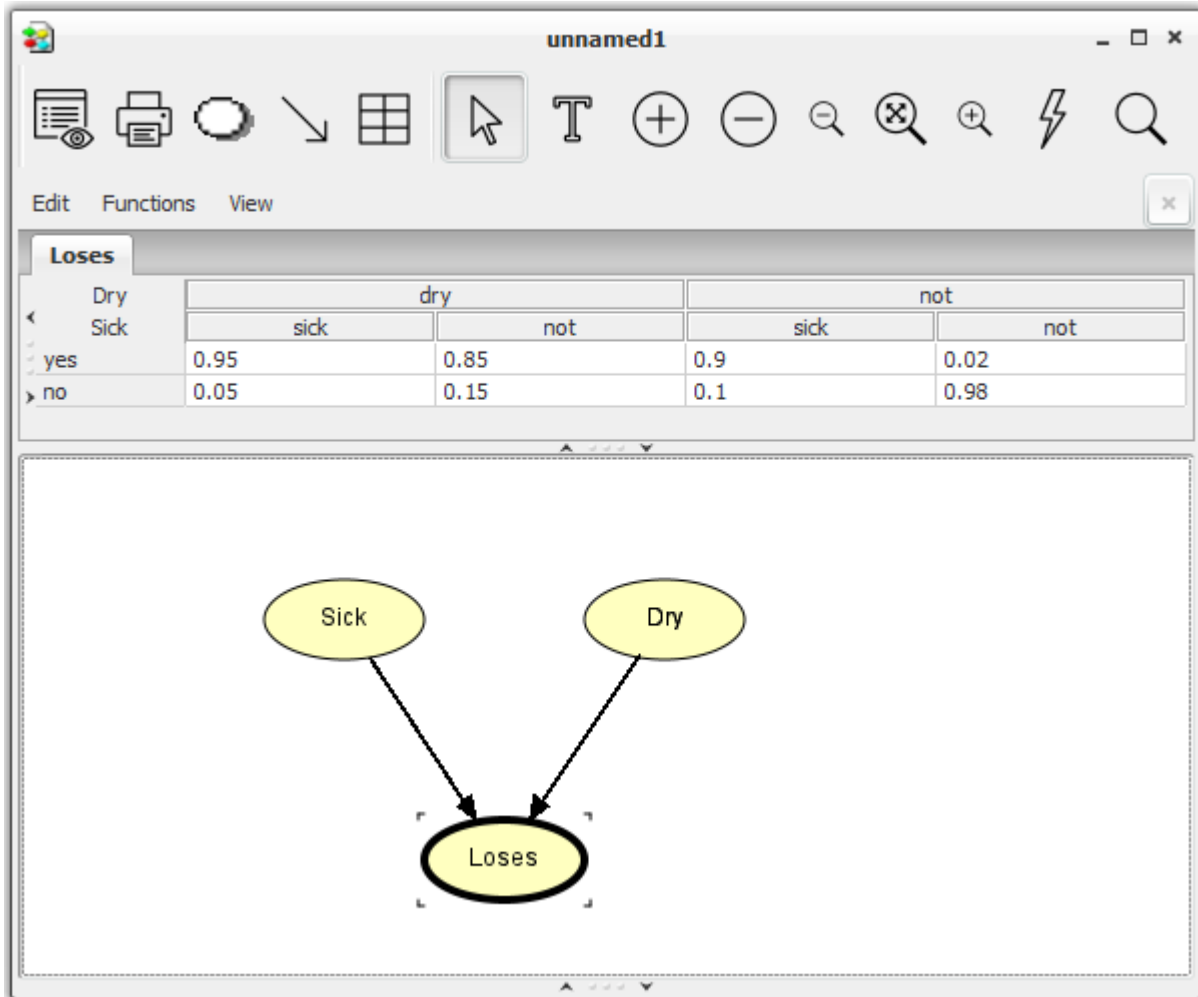 unnamed1
Edit Functions View
Loses
Dry dry not
Sick sick not sick not
yes 0.95 0.85 0.9 0.02
no 0.05 0.15 0.1 0.98
Sick Dry
Loses